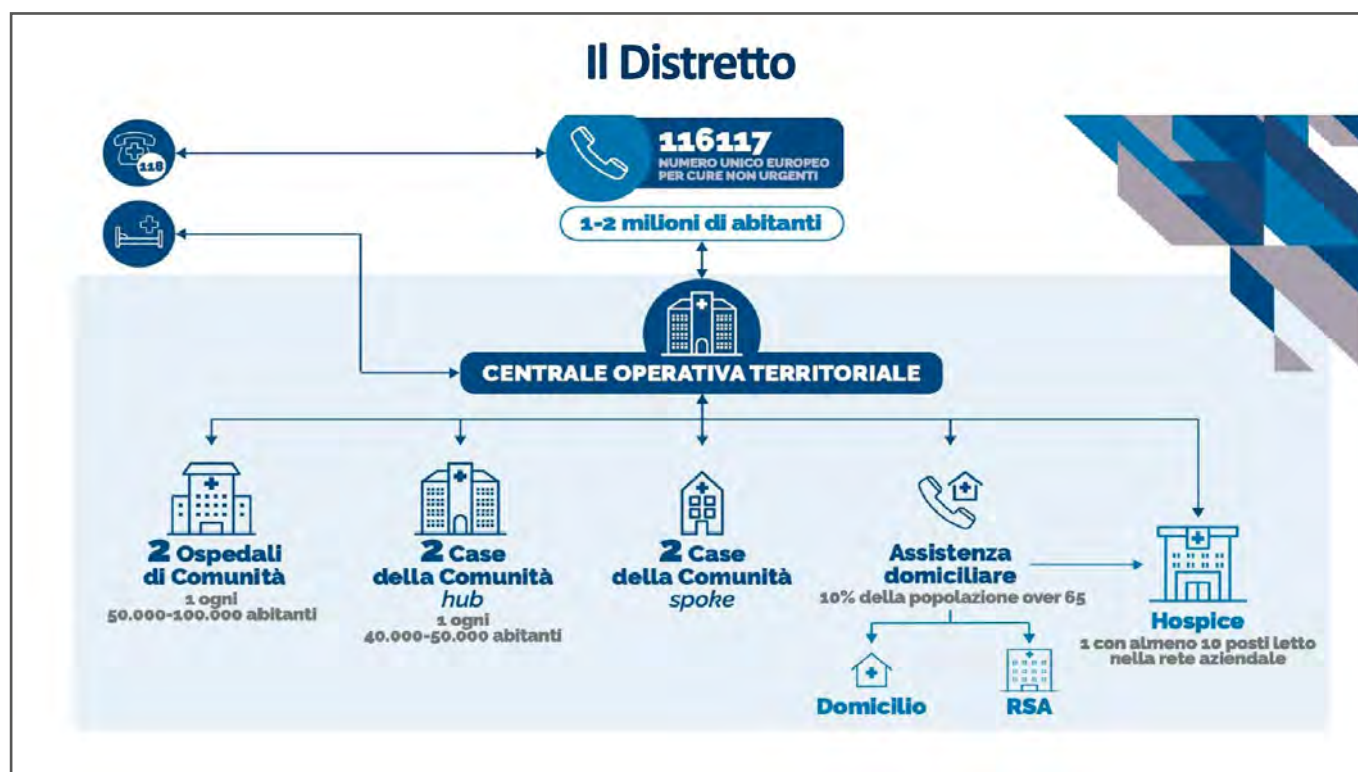 Il Distretto
118
116117
NUMERO UNICO EUROPEO
PER CURE NON URGENTI
1-2 milioni di abitanti
CENTRALE OPERATIVA TERRITORIALE
2 Ospedali
di Comunità
1 ogni
50.000-100.000 abitanti
2 Case
della Comunità
hub
1 ogni
40.000-50.000 abitanti
2 Case
della Comunità
spoke
Assistenza
domiciliare
10% della popolazione over 65
Domicilio
RSA
Hospice
1 con almeno 10 posti letto
nella rete aziendale